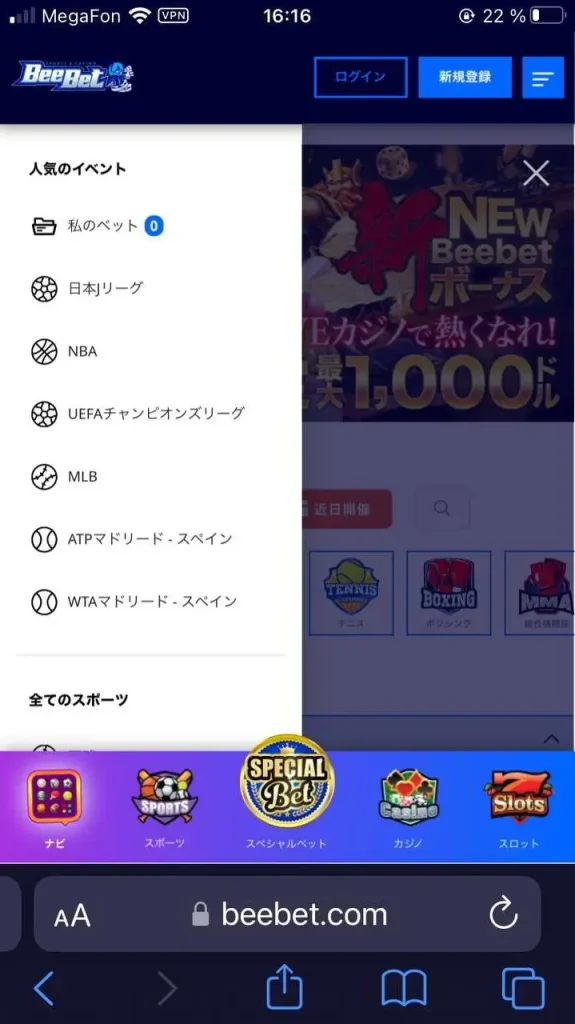 MegaFon VPN 16:16 22 %
BeeBet
ログイン 新規登録
人気のイベント
私のベット 0
日本Jリーグ
NBA
UEFAチャンピオンズリーグ
MLB
ATPマドリード - スペイン
WTAマドリード - スペイン
全てのスポーツ
新 NEW
Beebet
ボーナス
カジノで熱くなれ!
最大1,000ドル
近日開催
TENNIS BOXING MMA
テニス ボクシング 総合格闘技
SPORTS SPECIAL Bet Casino 7 Slots
ナビ スポーツ スペシャルベット カジノ スロット
AA beebet.com